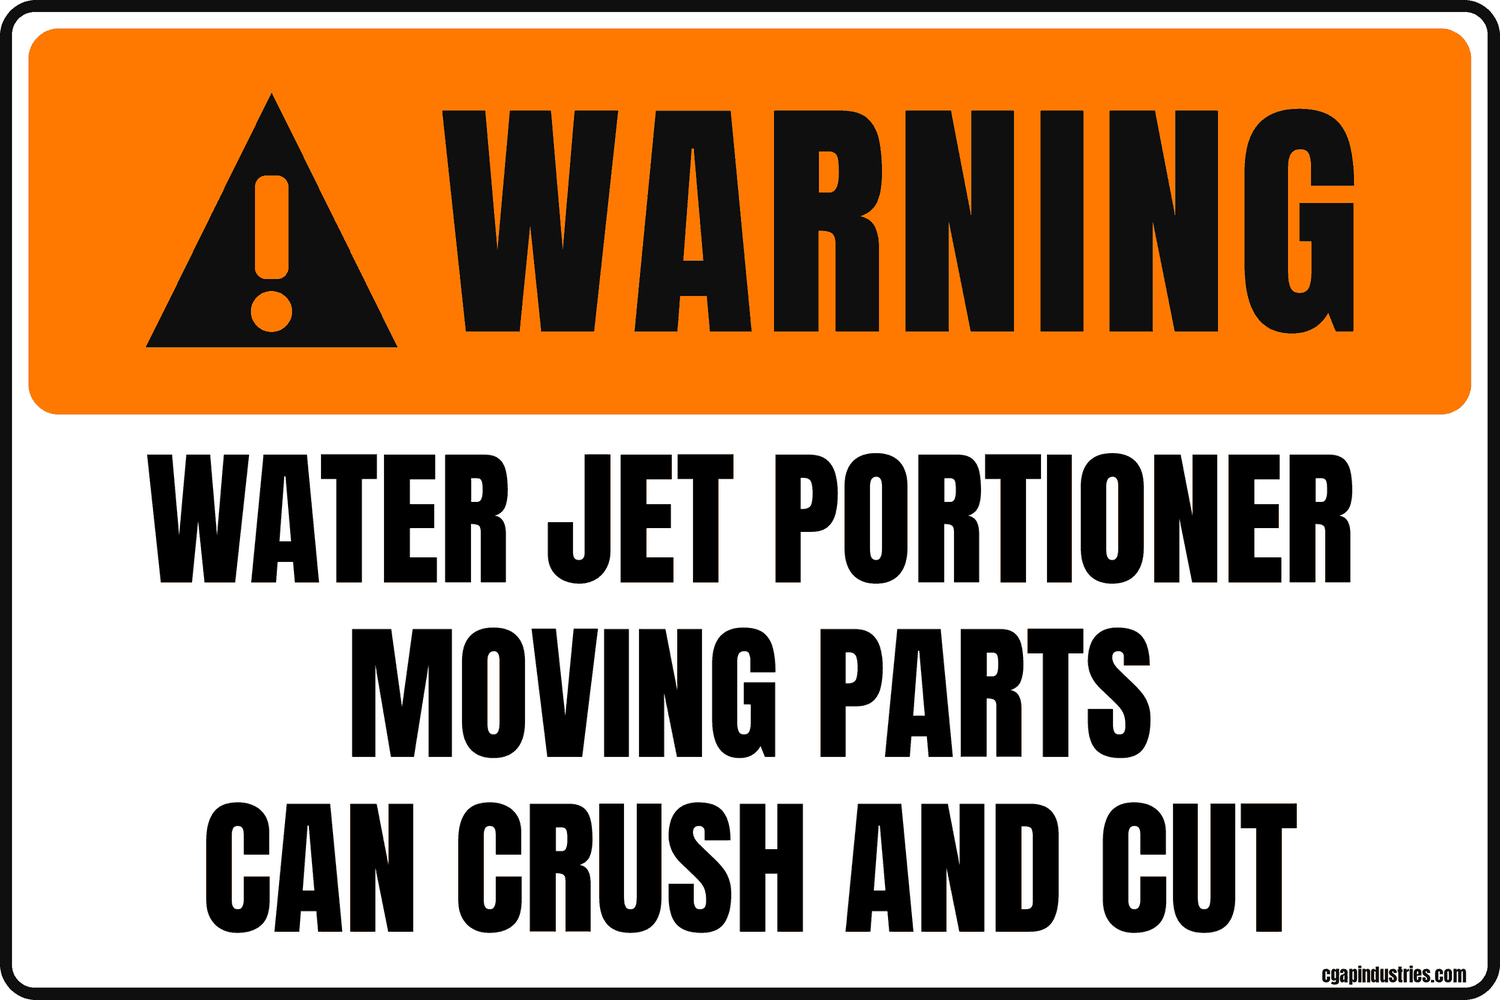 WARNING
WATER JET PORTIONER
MOVING PARTS
CAN CRUSH AND CUT
cgapindustries.com